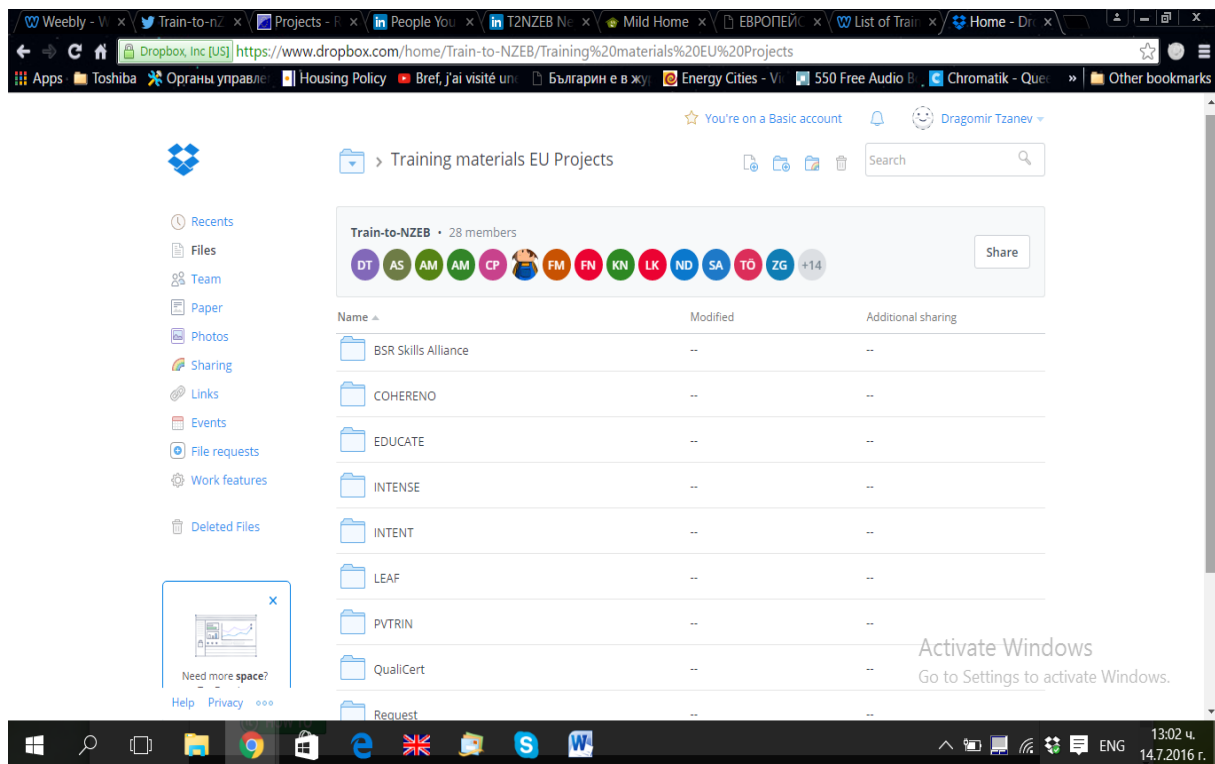 Weebly - W
Train-to-nZ
Projects - R
People You
T2NZEB Ne
Mild Home
ЕВРОПЕЙС
List of Train
Home - Dr
Dropbox, Inc [US] https://www.dropbox.com/home/Train-to-NZEB/Training%20materials%20EU%20Projects
Apps Toshiba Органы управле Housing Policy Bref, j'ai visité un Българин е в жу Energy Cities - Vi 550 Free Audio B Chromatik - Que » Other bookmarks
You're on a Basic account Dragomir Tzanev
› Training materials EU Projects Search
Recents
Files
Team
Paper
Photos
Sharing
Links
Events
File requests
Work features
Deleted Files
Need more space?
Help Privacy
Train-to-NZEB • 28 members
DT AS AM AM CP FM FN KN LK ND SA TÖ ZG +14
Share
Name Modified Additional sharing
BSR Skills Alliance -- --
COHERENO -- --
EDUCATE -- --
INTENSE -- --
INTENT -- --
LEAF -- --
PVTRIN -- --
QualiCert -- --
Request -- --
Activate Windows
Go to Settings to activate Windows.
ENG
13:02 ч.
14.7.2016 г.